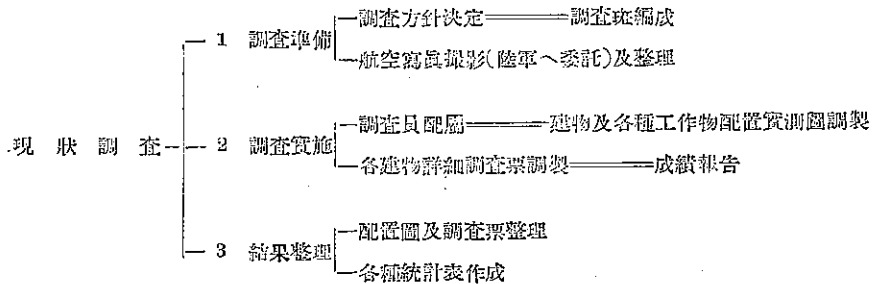 調査方針決定 調査班編成
1 調査準備
航空寫眞撮影(陸軍ヘ委託)及整理
調査員配屬 建物及各種工作物配置實測圖調製
現狀調査 2 調査實施
各建物詳細調査票調製 成績報告
配置圖及調査票整理
3 結果整理
各種統計表作成